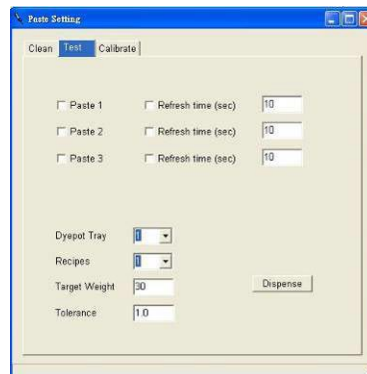 Paste Setting
Clean Test Calibrate
Paste 1 Refresh time (sec) 10
Paste 2 Refresh time (sec) 10
Paste 3 Refresh time (sec) 10
Dyepot Tray 1
Recipes 1
Target Weight 30 Dispense
Tolerance 1.0